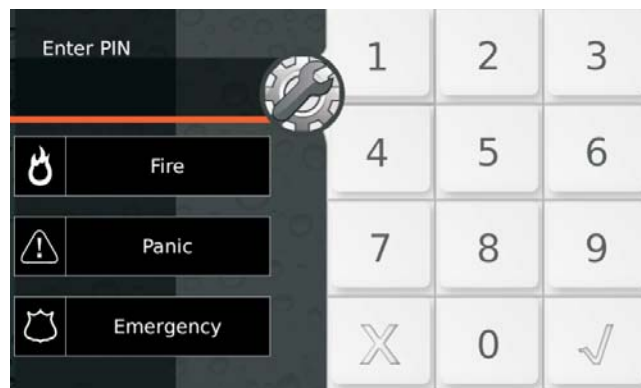 Enter PIN
Fire
Panic
Emergency
1 2 3
4 5 6
7 8 9
X 0 √